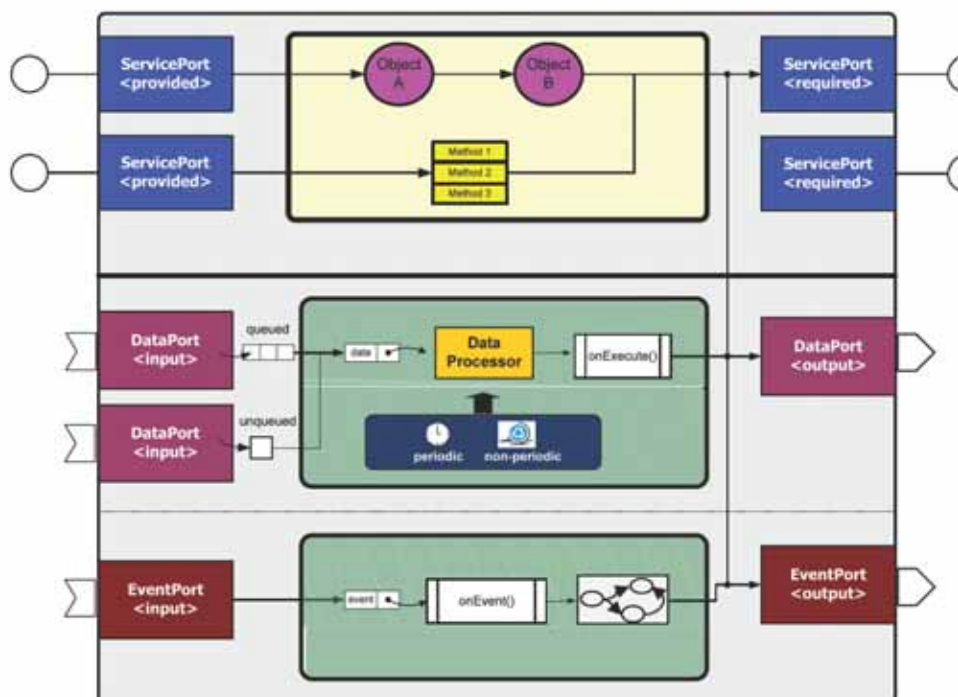 ServicePort
<provided>
Object
A
Object
B
ServicePort
<required>
ServicePort
<provided>
Method 1
Method 2
Method 3
ServicePort
<required>
DataPort
<input>
queued
data
Data
Processor
onExecute()
DataPort
<output>
DataPort
<input>
unqueued
periodic
non-periodic
EventPort
<input>
event
onEvent()
EventPort
<output>